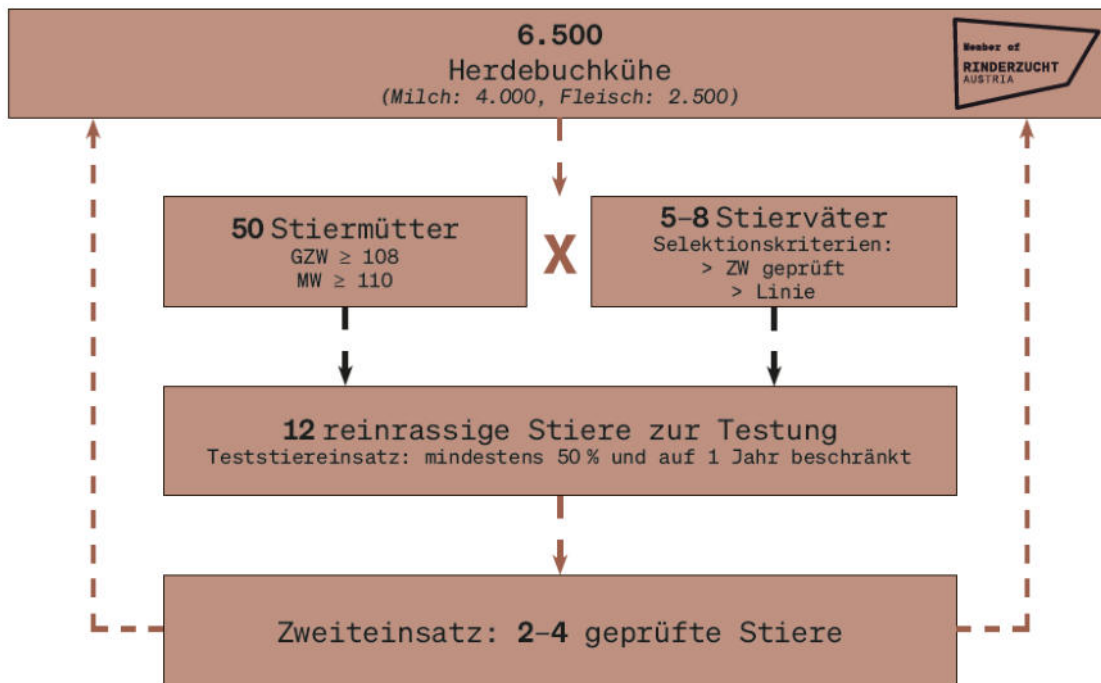 6.500
Herdebuchkühe
(Milch: 4.000, Fleisch: 2.500)
Member of
RINDERZUCHT
AUSTRIA
50 Stiermütter
GZW ≥ 108
MW ≥ 110
X
5–8 Stierväter
Selektionskriterien:
> ZW geprüft
> Linie
12 reinrassige Stiere zur Testung
Teststiereinsatz: mindestens 50 % und auf 1 Jahr beschränkt
Zweiteinsatz: 2–4 geprüfte Stiere